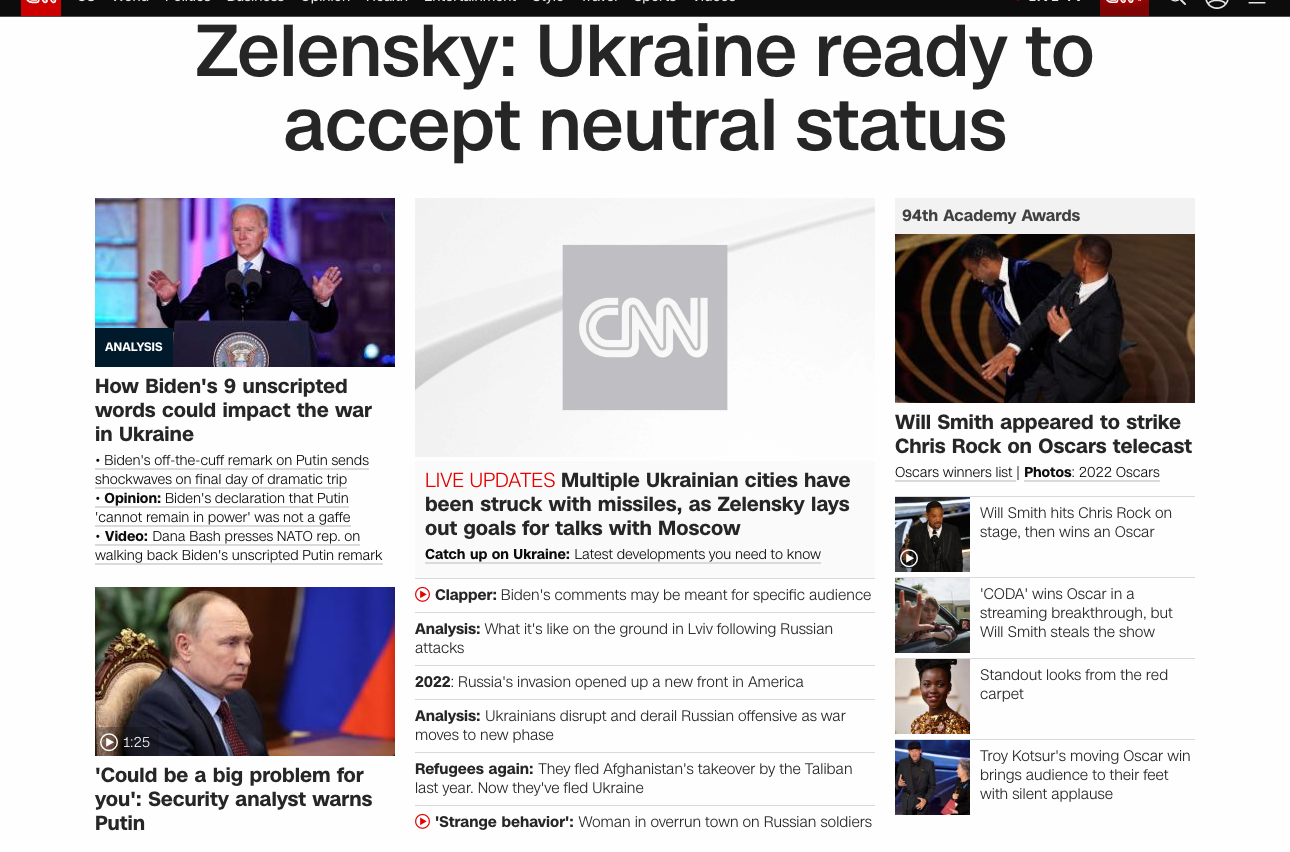 Zelensky: Ukraine ready to
accept neutral status
ANALYSIS
How Biden's 9 unscripted
words could impact the war
in Ukraine
• Biden's off-the-cuff remark on Putin sends
shockwaves on final day of dramatic trip
• Opinion: Biden's declaration that Putin
'cannot remain in power' was not a gaffe
• Video: Dana Bash presses NATO rep. on
walking back Biden's unscripted Putin remark
1:25
'Could be a big problem for
you': Security analyst warns
Putin
CNN
LIVE UPDATES Multiple Ukrainian cities have
been struck with missiles, as Zelensky lays
out goals for talks with Moscow
Catch up on Ukraine: Latest developments you need to know
Clapper: Biden's comments may be meant for specific audience
Analysis: What it's like on the ground in Lviv following Russian
attacks
2022: Russia's invasion opened up a new front in America
Analysis: Ukrainians disrupt and derail Russian offensive as war
moves to new phase
Refugees again: They fled Afghanistan's takeover by the Taliban
last year. Now they've fled Ukraine
'Strange behavior': Woman in overrun town on Russian soldiers
94th Academy Awards
Will Smith appeared to strike
Chris Rock on Oscars telecast
Oscars winners list | Photos: 2022 Oscars
Will Smith hits Chris Rock on
stage, then wins an Oscar
'CODA' wins Oscar in a
streaming breakthrough, but
Will Smith steals the show
Standout looks from the red
carpet
Troy Kotsur's moving Oscar win
brings audience to their feet
with silent applause